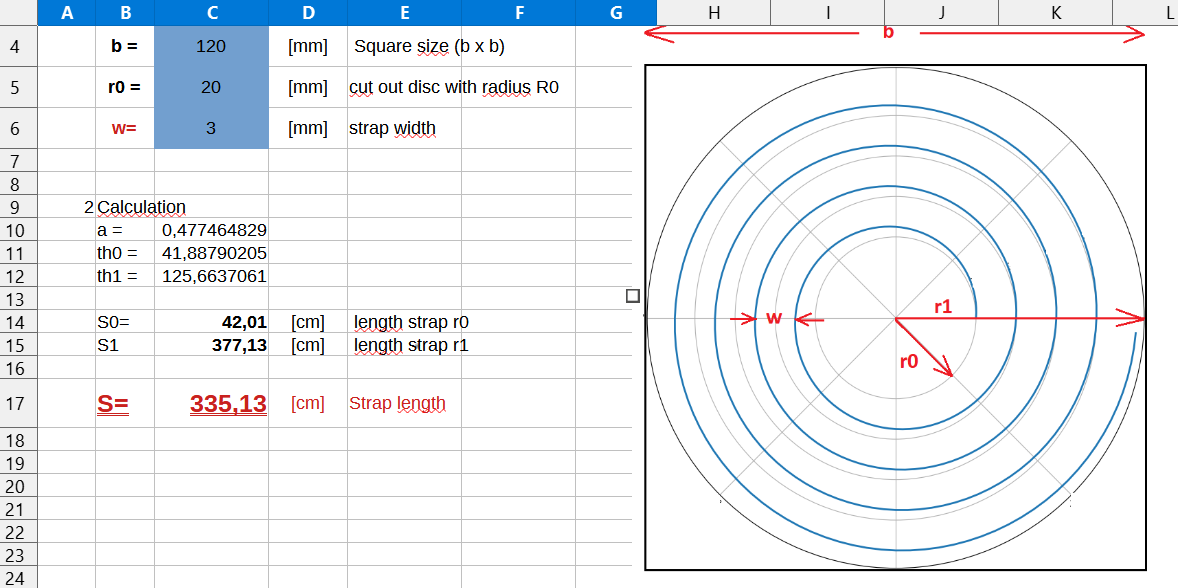 A B C D E F G H I J K L
4 b = 120 [mm] Square size (b x b)
5 r0 = 20 [mm] cut out disc with radius R0
6 w= 3 [mm] strap width
7
8
9 2 Calculation
10 a = 0,477464829
11 th0 = 41,88790205
12 th1 = 125,6637061
13
14 S0= 42,01 [cm] length strap r0
15 S1 377,13 [cm] length strap r1
16
17 S= 335,13 [cm] Strap length
18
19
20
21
22
23
24
b
r1
w
r0